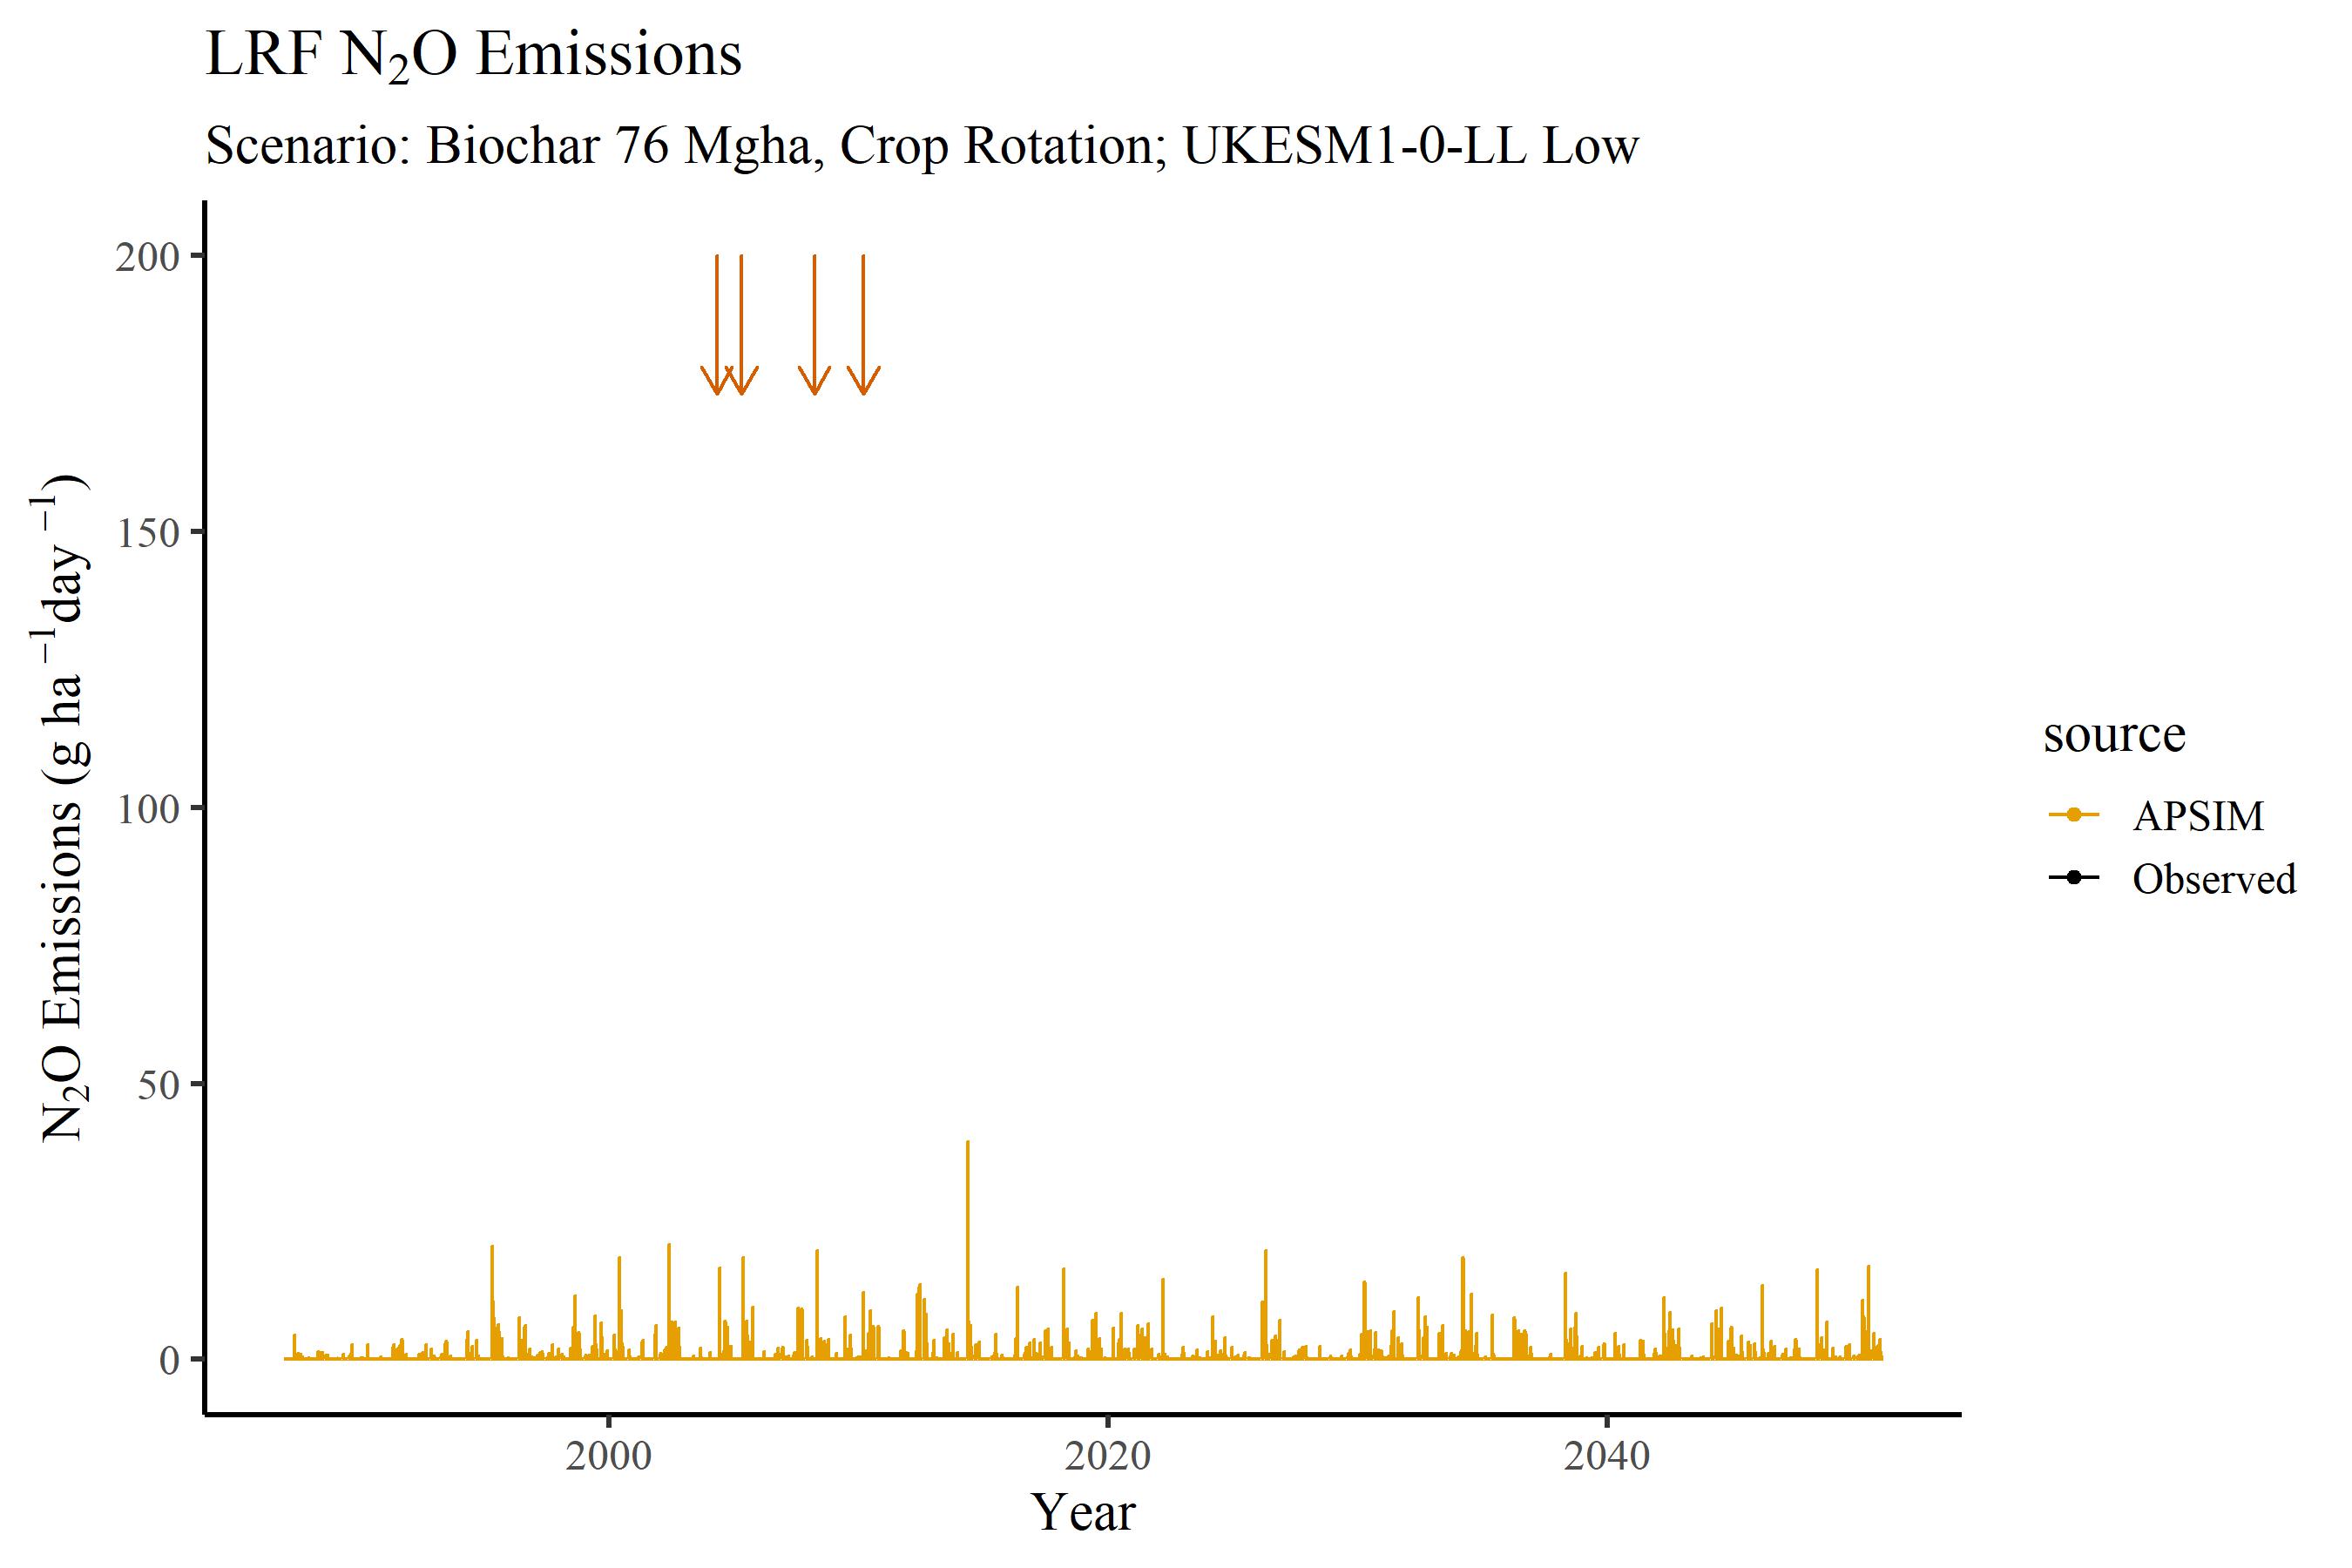 LRF N₂O Emissions
Scenario: Biochar 76 Mgha, Crop Rotation; UKESM1-0-LL Low
N₂O Emissions (g ha ⁻¹day ⁻¹)
200
150
100
50
0
2000
2020
2040
Year
source
APSIM
Observed